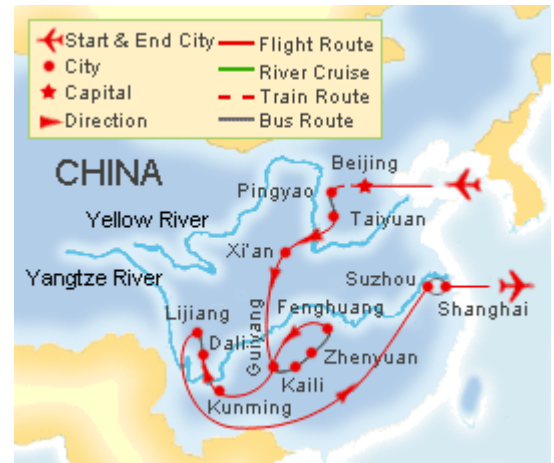 Start & End City
City
Capital
Direction
Flight Route
River Cruise
Train Route
Bus Route
CHINA
Beijing
Pingyao
Taiyuan
Yellow River
Xi'an
Yangtze River
Suzhou
Shanghai
Lijiang
Fenghuang
Dali
Guiyang
Zhenyuan
Kaili
Kunming